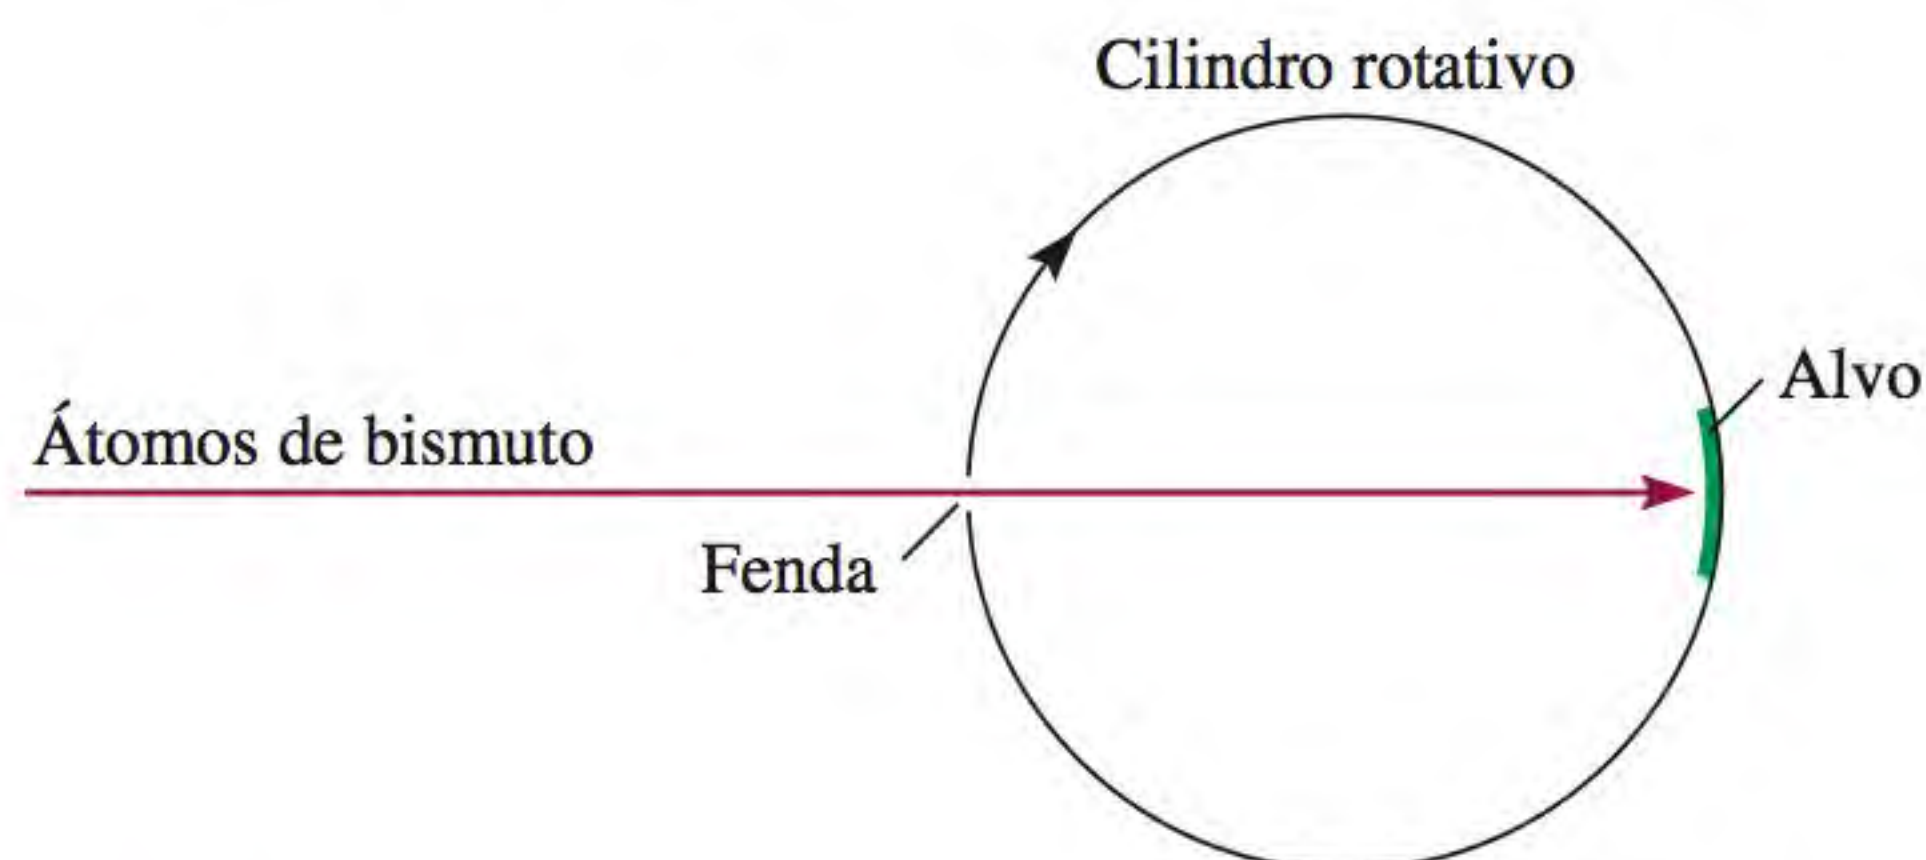 Cilindro rotativo
Alvo
Átomos de bismuto
Fenda